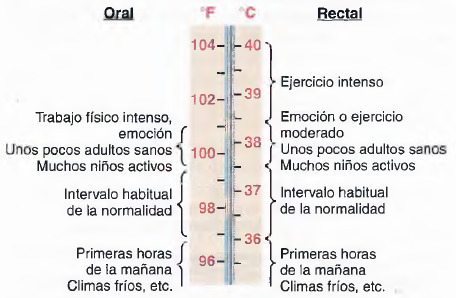 Oral
°F
°C
Rectal
104
40
Ejercicio intenso
39
102
Trabajo físico intenso,
emoción
Unos pocos adultos sanos
Muchos niños activos
Emoción o ejercicio
moderado
Unos pocos adultos sanos
Muchos niños activos
38
100
Intervalo habitual
de la normalidad
37
Intervalo habitual
de la normalidad
98
36
Primeras horas
de la mañana
Climas fríos, etc.
96
Primeras horas
de la mañana
Climas fríos, etc.